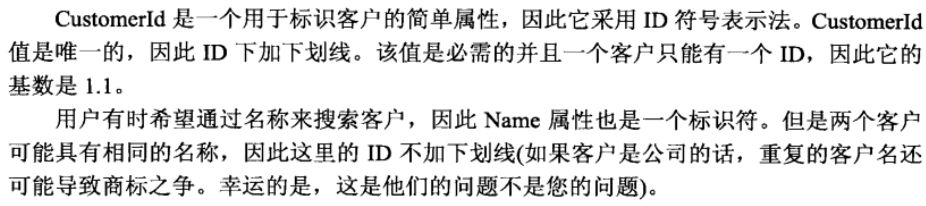 CustomerId 是一个用于标识客户的简单属性，因此它采用 ID 符号表示法。CustomerId
值是唯一的，因此 ID 下加下划线。该值是必需的并且一个客户只能有一个 ID，因此它的
基数是 1.1。
用户有时希望通过名称来搜索客户，因此 Name 属性也是一个标识符。但是两个客户
可能具有相同的名称，因此这里的 ID 不加下划线(如果客户是公司的话，重复的客户名还
可能导致商标之争。幸运的是，这是他们的问题不是您的问题)。